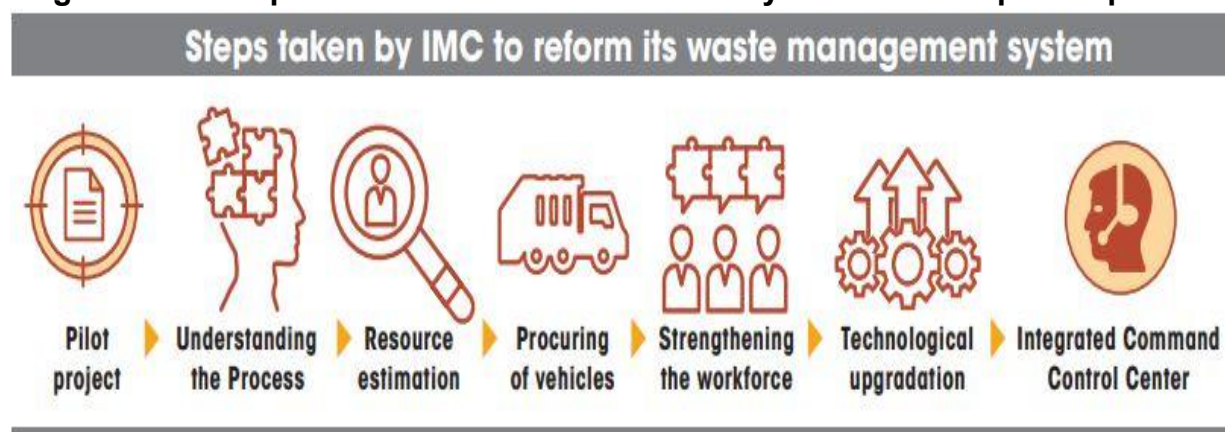 Steps taken by IMC to reform its waste management system
Pilot
project
Understanding
the Process
Resource
estimation
Procuring
of vehicles
Strengthening
the workforce
Technological
upgradation
Integrated Command
Control Center